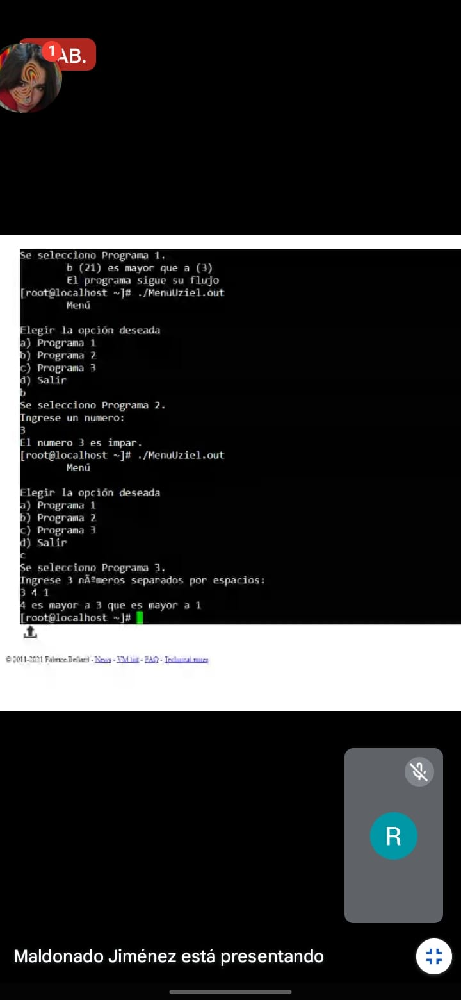 1
AB.
Se selecciono Programa 1.
b (21) es mayor que a (3)
El programa sigue su flujo
[root@localhost ~]# ./MenuUziel.out
Menú
Elegir la opción deseada
a) Programa 1
b) Programa 2
c) Programa 3
d) Salir
b
Se selecciono Programa 2.
Ingrese un numero:
3
El numero 3 es impar.
[root@localhost ~]# ./MenuUziel.out
Menú
Elegir la opción deseada
a) Programa 1
b) Programa 2
c) Programa 3
d) Salir
c
Se selecciono Programa 3.
Ingrese 3 nÃºmeros separados por espacios:
3 4 1
4 es mayor a 3 que es mayor a 1
[root@localhost ~]#
© 2011-2021 Fabrice Bellard - News - VM list - FAQ - Technical notes
R
Maldonado Jiménez está presentando